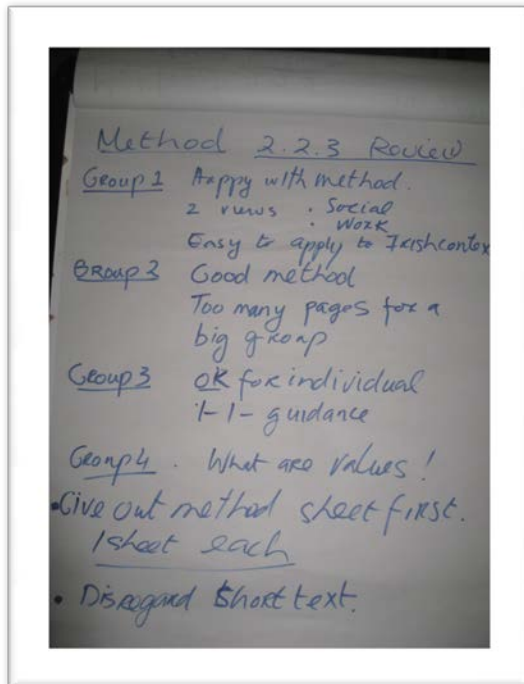 Method 2.2.3 Review
Group 1 Happy with method.
2 views • Social
• Work
Easy to apply to Irish contex
Group 2 Good method
Too many pages for a
big group
Group 3 OK for individual
1-1- guidance
Group 4. What are values!
• Give out method sheet first.
1 sheet each
• Disregard short text.